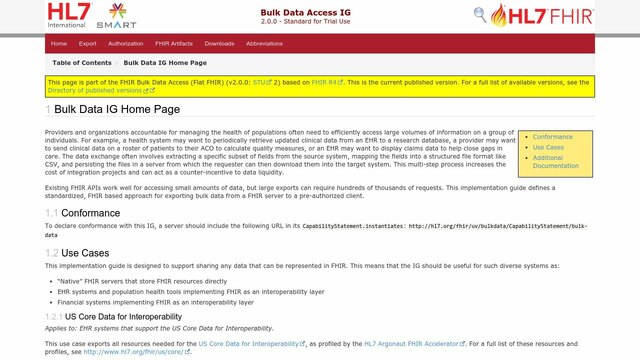 HL7
International
SMART
Bulk Data Access IG
2.0.0 - Standard for Trial Use
HL7 FHIR
Home Export Authorization FHIR Artifacts Downloads Abbreviations
Table of Contents > Bulk Data IG Home Page
This page is part of the FHIR Bulk Data Access (Flat FHIR) (v2.0.0: STU 2) based on FHIR R4. This is the current published version. For a full list of available versions, see the
Directory of published versions
1 Bulk Data IG Home Page
Providers and organizations accountable for managing the health of populations often need to efficiently access large volumes of information on a group of
individuals. For example, a health system may want to periodically retrieve updated clinical data from an EHR to a research database, a provider may want
to send clinical data on a roster of patients to their ACO to calculate quality measures, or an EHR may want to display claims data to help close gaps in
care. The data exchange often involves extracting a specific subset of fields from the source system, mapping the fields into a structured file format like
CSV, and persisting the files in a server from which the requester can then download them into the target system. This multi-step process increases the
cost of integration projects and can act as a counter-incentive to data liquidity.
Conformance
Use Cases
Additional
Documentation
Existing FHIR APIs work well for accessing small amounts of data, but large exports can require hundreds of thousands of requests. This implementation guide defines a
standardized, FHIR based approach for exporting bulk data from a FHIR server to a pre-authorized client.
1.1 Conformance
To declare conformance with this IG, a server should include the following URL in its CapabilityStatement.instantiates: http://hl7.org/fhir/uv/bulkdata/CapabilityStatement/bulk-
data
1.2 Use Cases
This implementation guide is designed to support sharing any data that can be represented in FHIR. This means that the IG should be useful for such diverse systems as:
• "Native" FHIR servers that store FHIR resources directly
• EHR systems and population health tools implementing FHIR as an interoperability layer
• Financial systems implementing FHIR as an interoperability layer
1.2.1 US Core Data for Interoperability
Applies to: EHR systems that support the US Core Data for Interoperability.
This use case exports all resources needed for the US Core Data for Interoperability, as profiled by the HL7 Argonaut FHIR Accelerator. For a full list of these resources and
profiles, see http://www.hl7.org/fhir/us/core/.